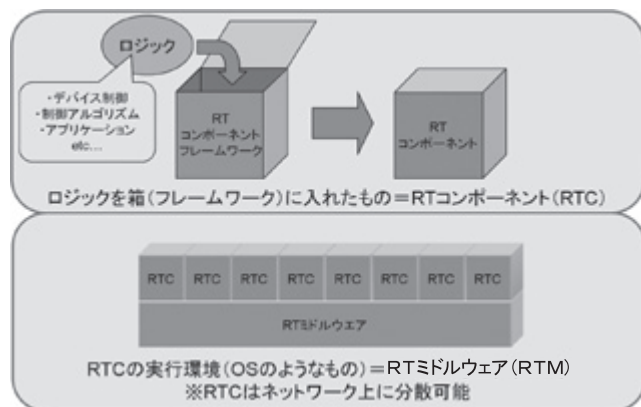 ロジック
・デバイス制御
・制御アルゴリズム
・アプリケーション
etc...
RT
コンポーネント
フレームワーク
RT
コンポーネント
ロジックを箱(フレームワーク)に入れたもの=RTコンポーネント(RTC)
RTC RTC RTC RTC RTC RTC RTC RTC
RTミドルウエア
RTCの実行環境(OSのようなもの)=RTミドルウェア(RTM)
※RTCはネットワーク上に分散可能